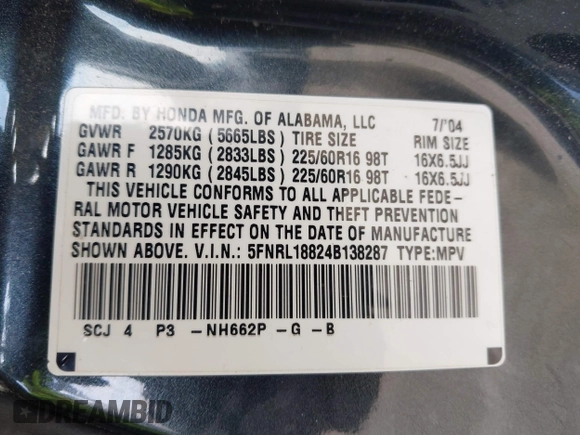 MFD. BY HONDA MFG. OF ALABAMA, LLC 7/'04
GVWR 2570KG (5665LBS) TIRE SIZE RIM SIZE
GAWR F 1285KG (2833LBS) 225/60R16 98T 16X6.5JJ
GAWR R 1290KG (2845LBS) 225/60R16 98T 16X6.5JJ
THIS VEHICLE CONFORMS TO ALL APPLICABLE FEDE-
RAL MOTOR VEHICLE SAFETY AND THEFT PREVENTION
STANDARDS IN EFFECT ON THE DATE OF MANUFACTURE
SHOWN ABOVE. V.I.N.: 5FNRL18824B138287 TYPE:MPV
SCJ 4 P3 -NH662P -G -B
DREAMBID